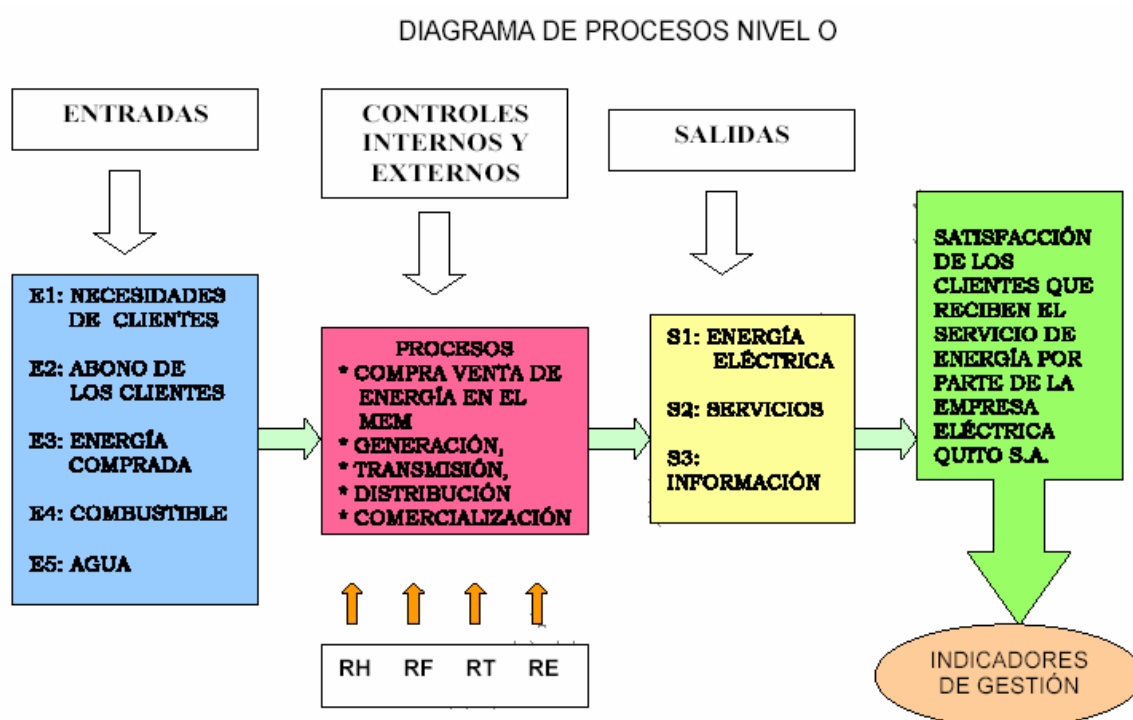 DIAGRAMA DE PROCESOS NIVEL O
ENTRADAS
CONTROLES
INTERNOS Y
EXTERNOS
SALIDAS
E1: NECESIDADES
DE CLIENTES
E2: ABONO DE
LOS CLIENTES
E3: ENERGÍA
COMPRADA
E4: COMBUSTIBLE
E5: AGUA
PROCESOS
* COMPRA VENTA DE
ENERGÍA EN EL
MEM
* GENERACIÓN,
* TRANSMISIÓN,
* DISTRIBUCIÓN
* COMERCIALIZACIÓN
S1: ENERGÍA
ELÉCTRICA
S2: SERVICIOS
S3:
INFORMACIÓN
SATISFACCIÓN
DE LOS
CLIENTES QUE
RECIBEN EL
SERVICIO DE
ENERGÍA POR
PARTE DE LA
EMPRESA
ELÉCTRICA
QUITO S.A.
RH RF RT RE
INDICADORES
DE GESTIÓN